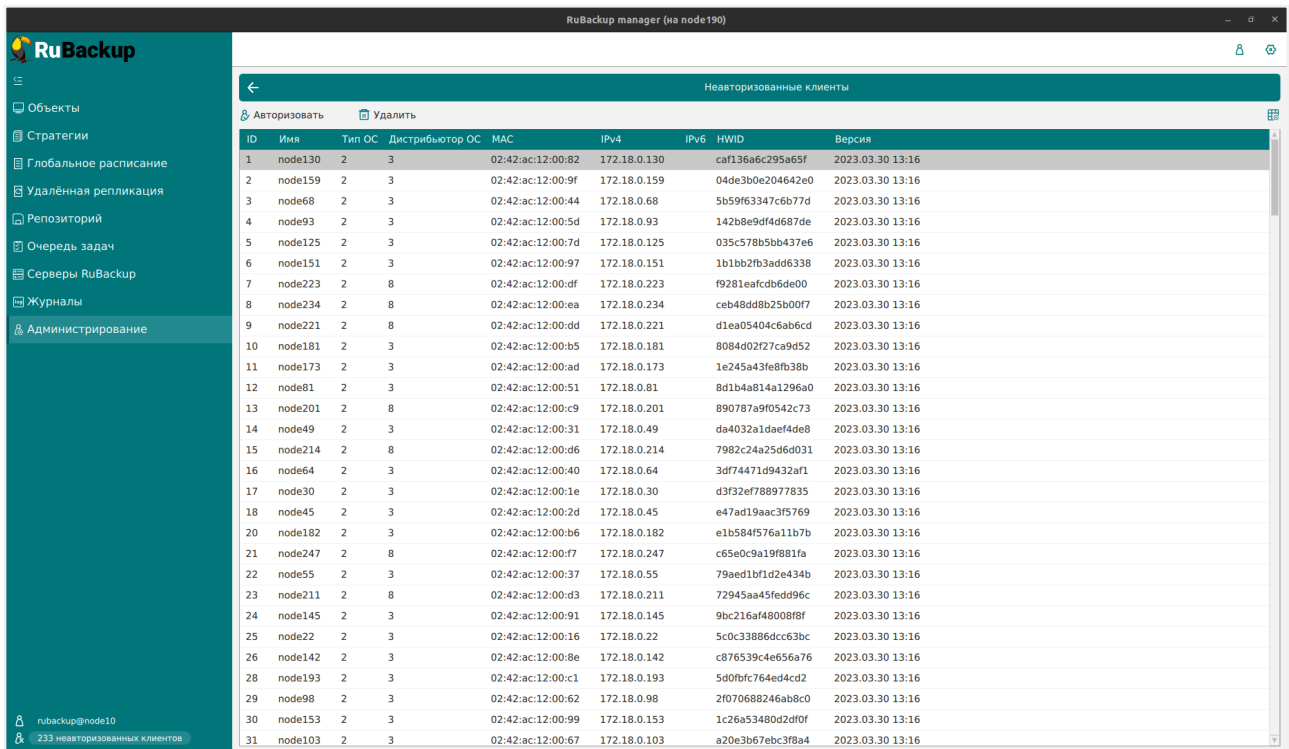 RuBackup manager (на node190)
RuBackup
Объекты
Стратегии
Глобальное расписание
Удалённая репликация
Репозиторий
Очередь задач
Серверы RuBackup
Журналы
Администрирование
rubackup@node10
233 неавторизованных клиентов
Неавторизованные клиенты
Авторизовать Удалить
ID Имя Тип ОС Дистрибьютор ОС MAC IPv4 IPv6 HWID Версия
1 node130 2 3 02:42:ac:12:00:82 172.18.0.130 caf136a6c295a65f 2023.03.30 13:16
2 node159 2 3 02:42:ac:12:00:9f 172.18.0.159 04de3b0e204642e0 2023.03.30 13:16
3 node68 2 3 02:42:ac:12:00:44 172.18.0.68 5b59f63347c6b77d 2023.03.30 13:16
4 node93 2 3 02:42:ac:12:00:5d 172.18.0.93 142b8e9df4d687de 2023.03.30 13:16
5 node125 2 3 02:42:ac:12:00:7d 172.18.0.125 035c578b5bb437e6 2023.03.30 13:16
6 node151 2 3 02:42:ac:12:00:97 172.18.0.151 1b1bb2fb3add6338 2023.03.30 13:16
7 node223 2 8 02:42:ac:12:00:df 172.18.0.223 f9281eafcdb6de00 2023.03.30 13:16
8 node234 2 8 02:42:ac:12:00:ea 172.18.0.234 ceb48dd8b25b00f7 2023.03.30 13:16
9 node221 2 8 02:42:ac:12:00:dd 172.18.0.221 d1ea05404c6ab6cd 2023.03.30 13:16
10 node181 2 3 02:42:ac:12:00:b5 172.18.0.181 8084d02f27ca9d52 2023.03.30 13:16
11 node173 2 3 02:42:ac:12:00:ad 172.18.0.173 1e245a43fe8fb38b 2023.03.30 13:16
12 node81 2 3 02:42:ac:12:00:51 172.18.0.81 8d1b4a814a1296a0 2023.03.30 13:16
13 node201 2 8 02:42:ac:12:00:c9 172.18.0.201 890787a9f0542c73 2023.03.30 13:16
14 node49 2 3 02:42:ac:12:00:31 172.18.0.49 da4032a1daef4de8 2023.03.30 13:16
15 node214 2 8 02:42:ac:12:00:d6 172.18.0.214 7982c24a25d6d031 2023.03.30 13:16
16 node64 2 3 02:42:ac:12:00:40 172.18.0.64 3df74471d9432af1 2023.03.30 13:16
17 node30 2 3 02:42:ac:12:00:1e 172.18.0.30 d3f32ef788977835 2023.03.30 13:16
18 node45 2 3 02:42:ac:12:00:2d 172.18.0.45 e47ad19aac3f5769 2023.03.30 13:16
20 node182 2 3 02:42:ac:12:00:b6 172.18.0.182 e1b584f576a11b7b 2023.03.30 13:16
21 node247 2 8 02:42:ac:12:00:f7 172.18.0.247 c65e0c9a19f881fa 2023.03.30 13:16
22 node55 2 3 02:42:ac:12:00:37 172.18.0.55 79aed1bf1d2e434b 2023.03.30 13:16
23 node211 2 8 02:42:ac:12:00:d3 172.18.0.211 72945aa45fedd96c 2023.03.30 13:16
24 node145 2 3 02:42:ac:12:00:91 172.18.0.145 9bc216af48008f8f 2023.03.30 13:16
25 node22 2 3 02:42:ac:12:00:16 172.18.0.22 5c0c33886dcc63bc 2023.03.30 13:16
26 node142 2 3 02:42:ac:12:00:8e 172.18.0.142 c876539c4e656a76 2023.03.30 13:16
28 node193 2 3 02:42:ac:12:00:c1 172.18.0.193 5d0fbfc764ed4cd2 2023.03.30 13:16
29 node98 2 3 02:42:ac:12:00:62 172.18.0.98 2f070688246ab8c0 2023.03.30 13:16
30 node153 2 3 02:42:ac:12:00:99 172.18.0.153 1c26a53480d2df0f 2023.03.30 13:16
31 node103 2 3 02:42:ac:12:00:67 172.18.0.103 a20e3b67ebc3f8a4 2023.03.30 13:16